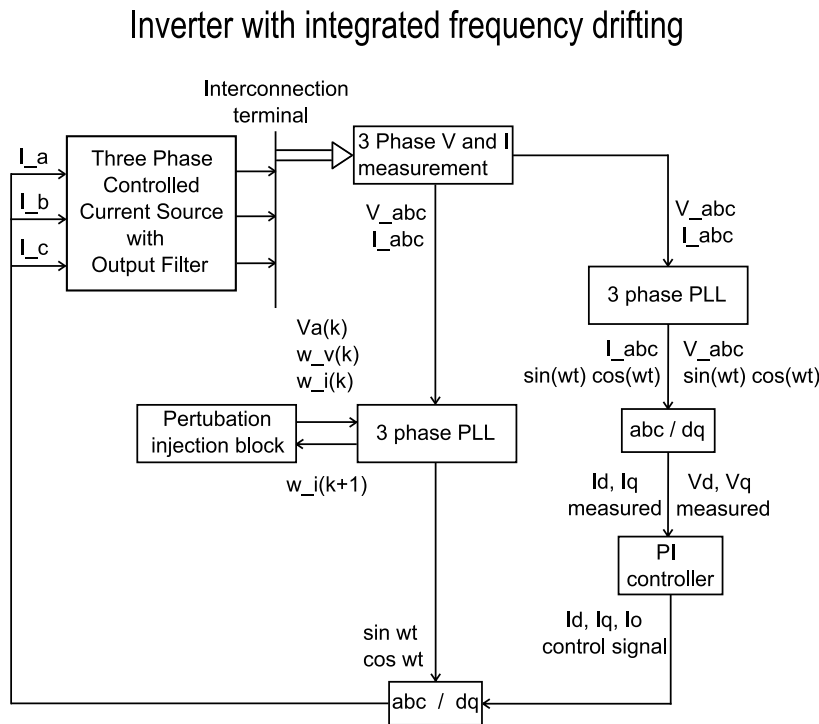 Inverter with integrated frequency drifting
Interconnection
terminal
I_a
I_b
I_c
Three Phase
Controlled
Current Source
with
Output Filter
3 Phase V and I
measurement
V_abc
I_abc
V_abc
I_abc
3 phase PLL
I_abc
sin(wt) cos(wt)
V_abc
sin(wt) cos(wt)
Va(k)
w_v(k)
w_i(k)
Pertubation
injection block
3 phase PLL
w_i(k+1)
abc / dq
Id, Iq
measured
Vd, Vq
measured
PI
controller
Id, Iq, Io
control signal
sin wt
cos wt
abc / dq